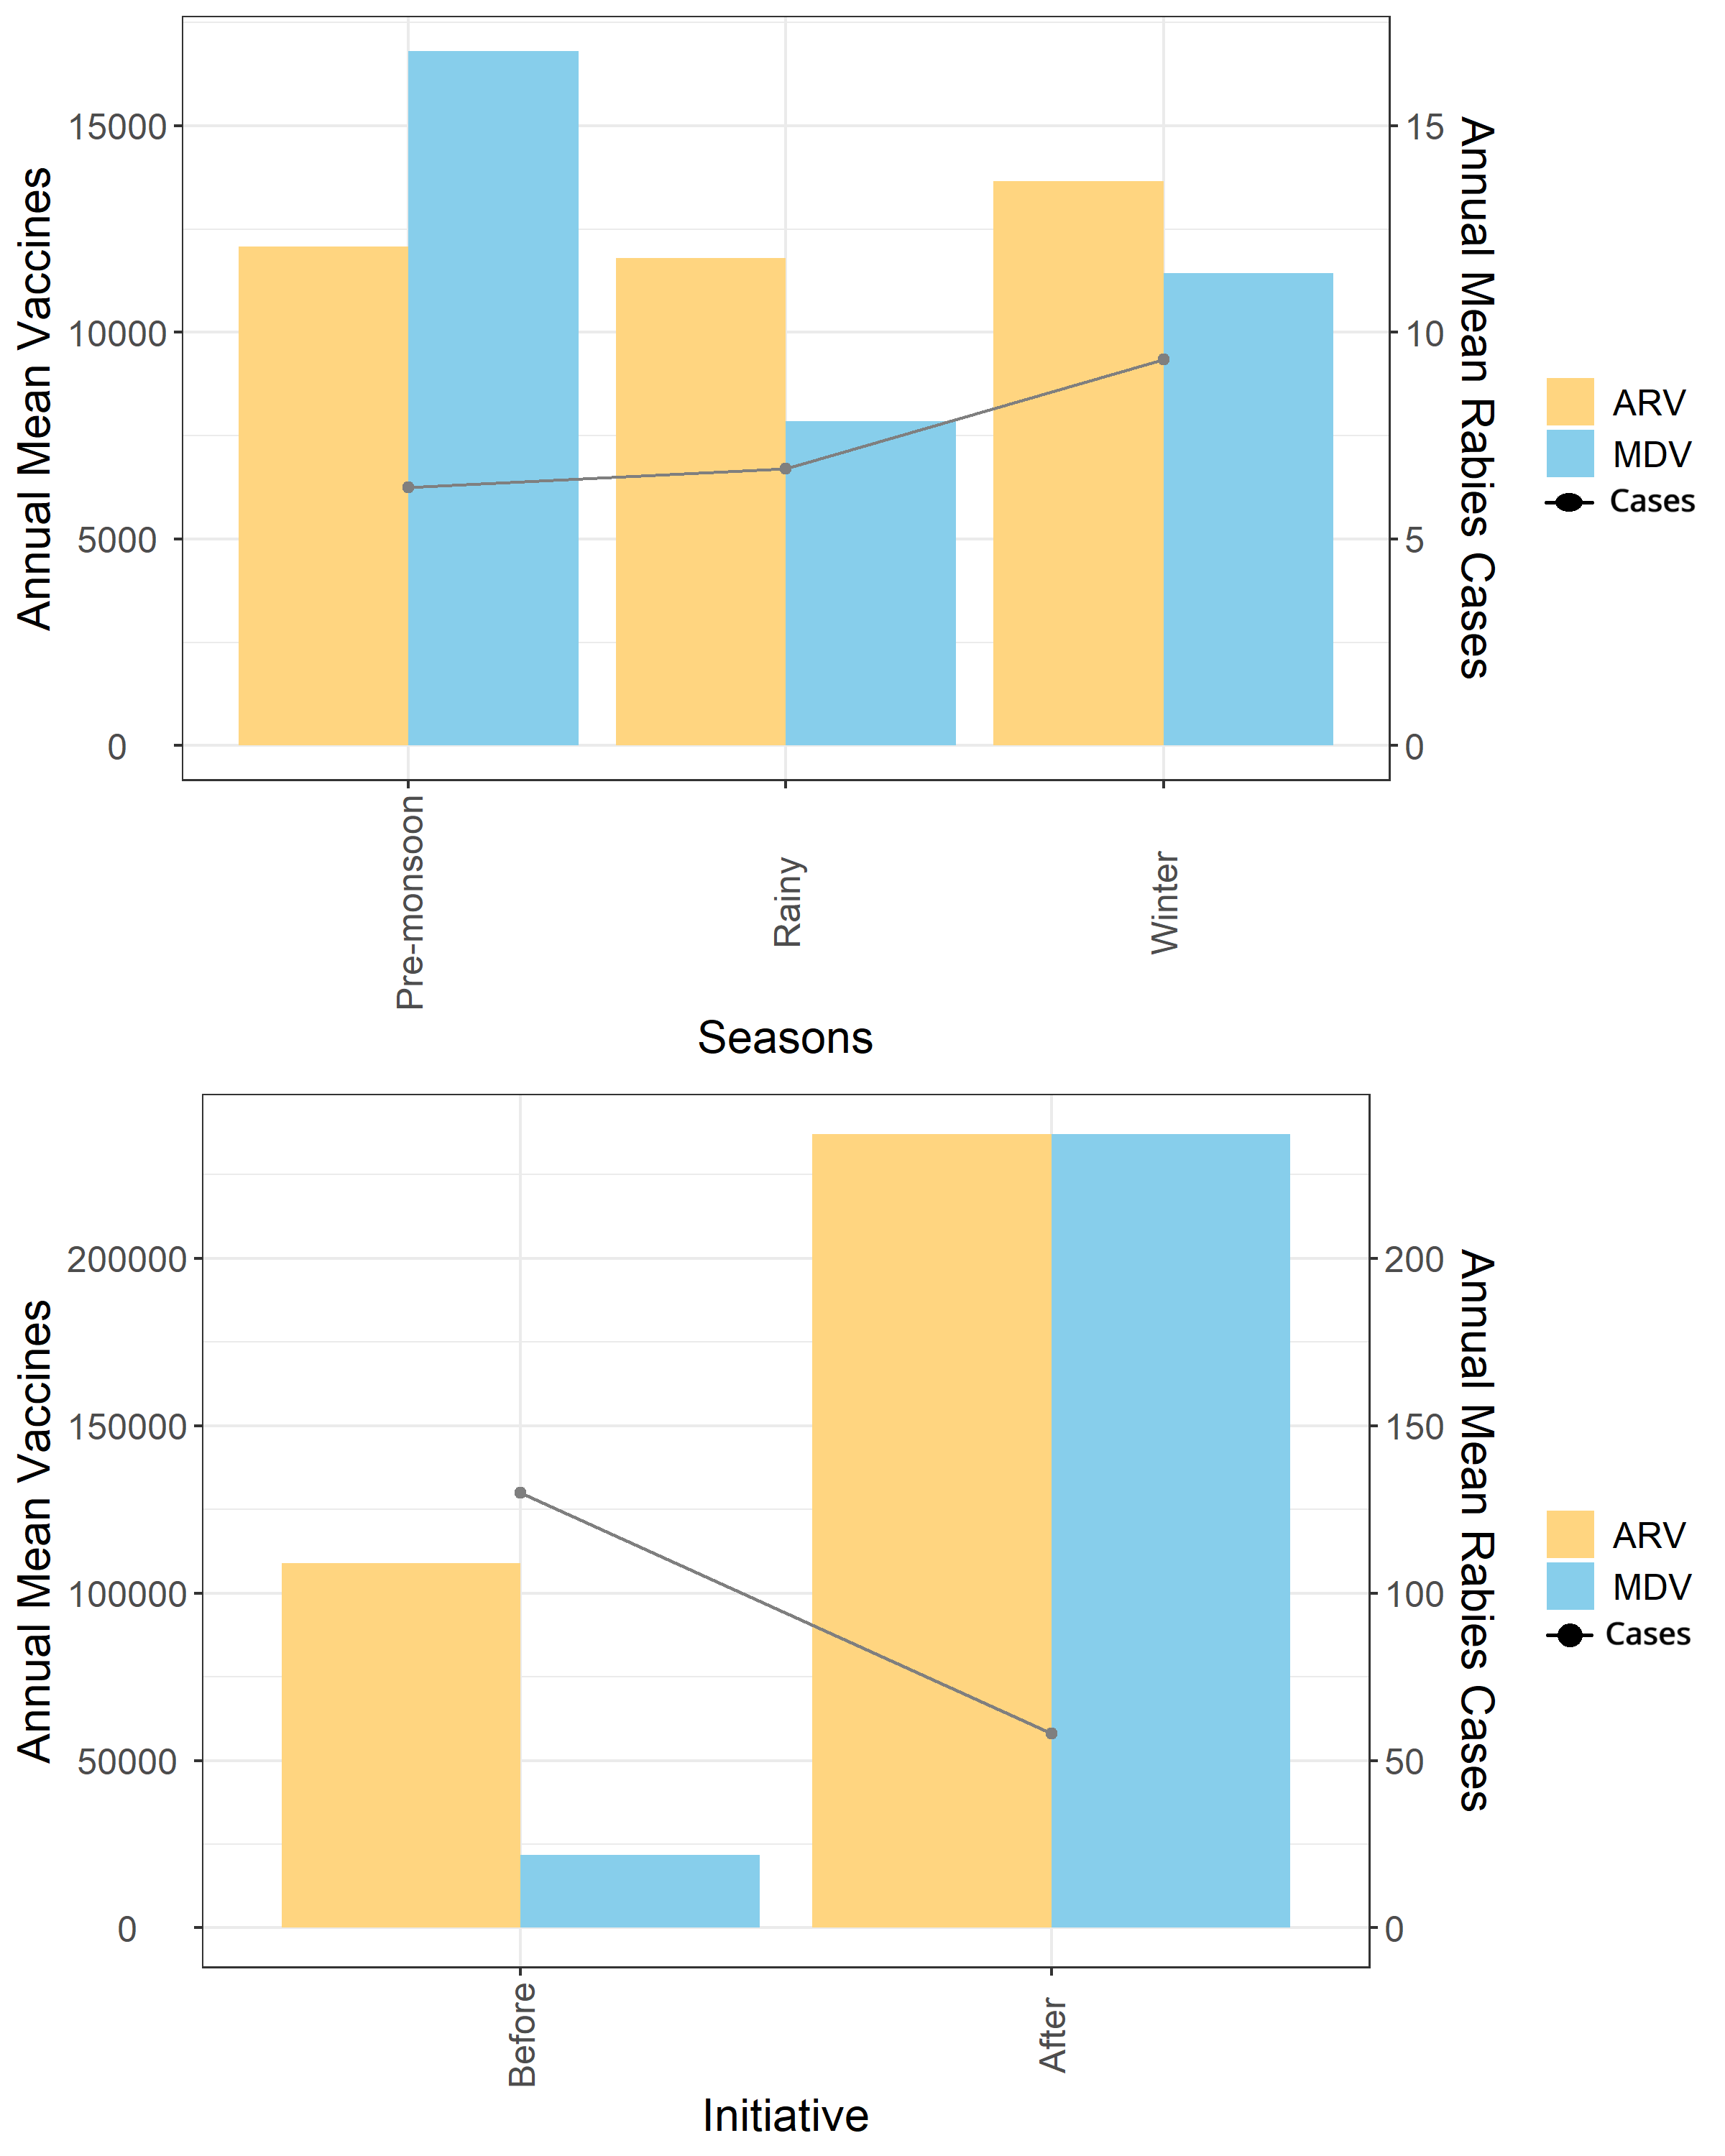 Annual Mean Vaccines
15000
10000
5000
0
15
10
5
0
Annual Mean Rabies Cases
ARV
MDV
Cases
Pre-monsoon
Rainy
Winter
Seasons
Annual Mean Vaccines
200000
150000
100000
50000
0
200
150
100
50
0
Annual Mean Rabies Cases
ARV
MDV
Cases
Before
After
Initiative